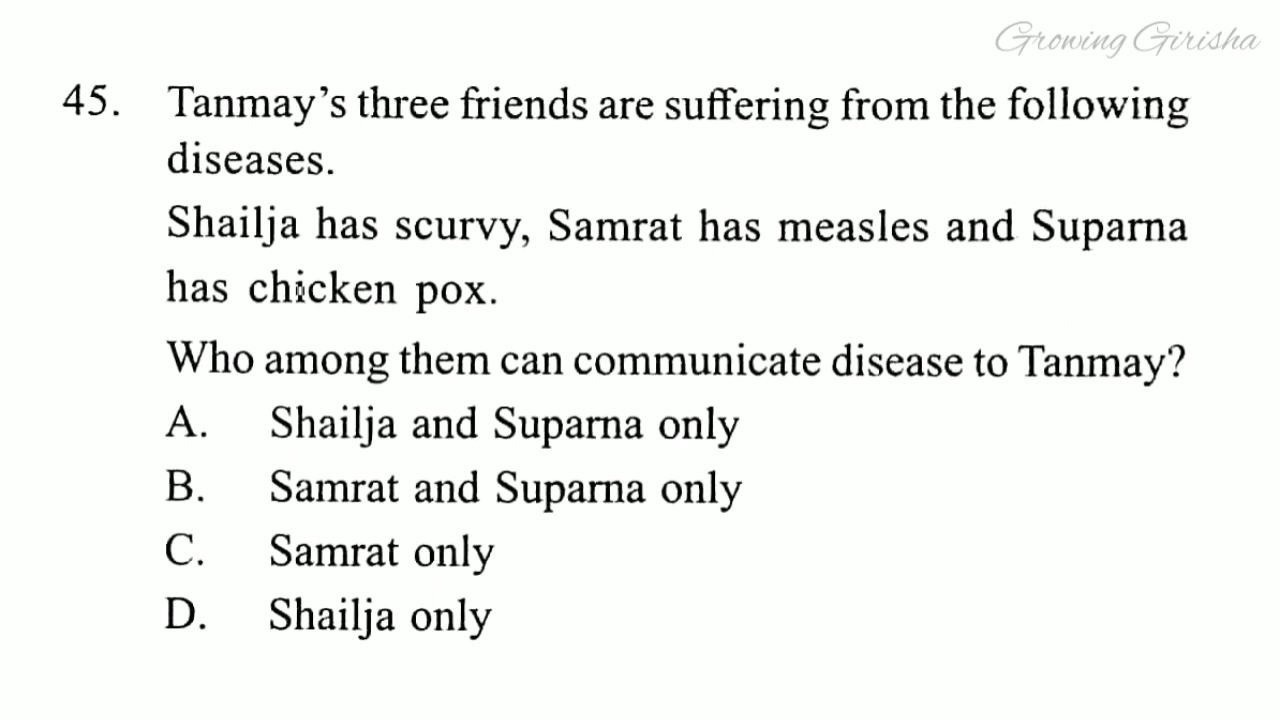 Growing Girisha
45. Tanmay's three friends are suffering from the following
diseases.
Shailja has scurvy, Samrat has measles and Suparna
has chicken pox.
Who among them can communicate disease to Tanmay?
A. Shailja and Suparna only
B. Samrat and Suparna only
C. Samrat only
D. Shailja only